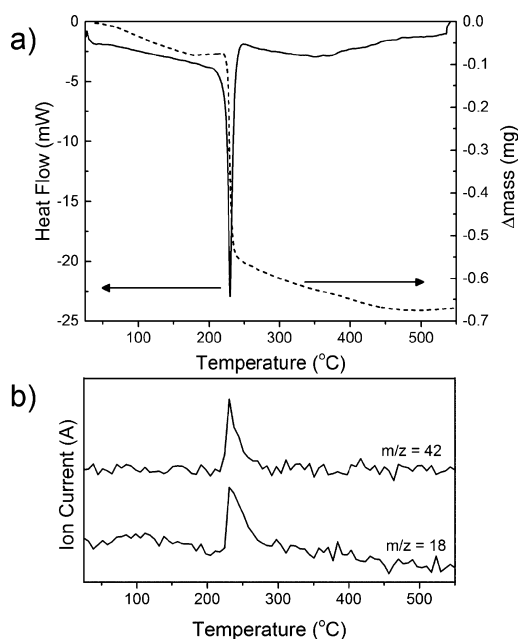 a)
Heat Flow (mW)
0
-5
-10
-15
-20
-25
0.0
-0.1
-0.2
-0.3
-0.4
-0.5
-0.6
-0.7
Δmass (mg)
100 200 300 400 500
Temperature (°C)
b)
Ion Current (A)
m/z = 42
m/z = 18
100 200 300 400 500
Temperature (°C)